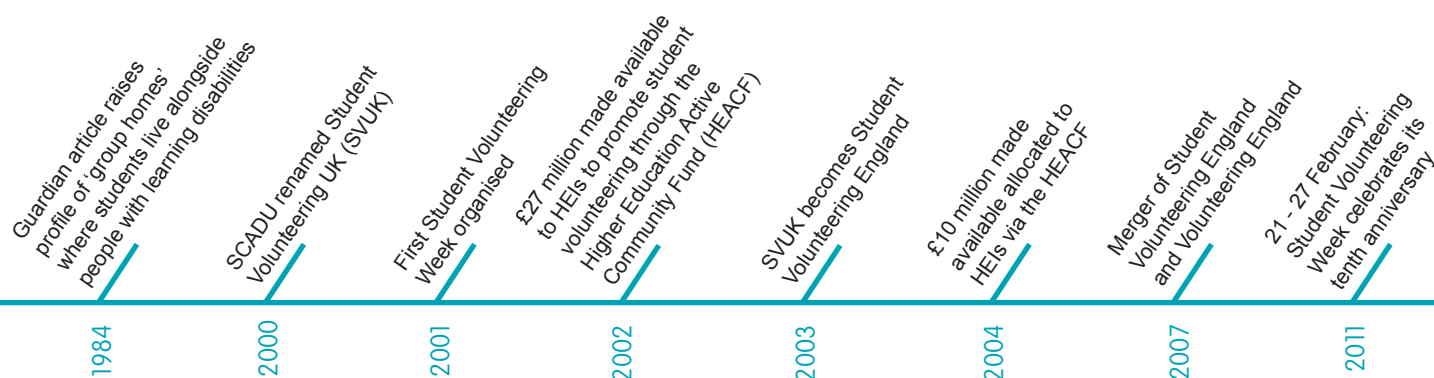 Guardian article raises
profile of ‘group homes’
where students live alongside
people with learning disabilities
1984
SCADU renamed Student
Volunteering UK (SVUK)
2000
First Student Volunteering
Week organised
2001
£27 million made available
to HEIs to promote student
volunteering through the
Higher Education Active
Community Fund (HEACF)
2002
SVUK becomes Student
Volunteering England
2003
£10 million made
available allocated to
HEIs via the HEACF
2004
Merger of Student
Volunteering England
and Volunteering England
2007
21 - 27 February:
Student Volunteering
Week celebrates its
tenth anniversary
2011